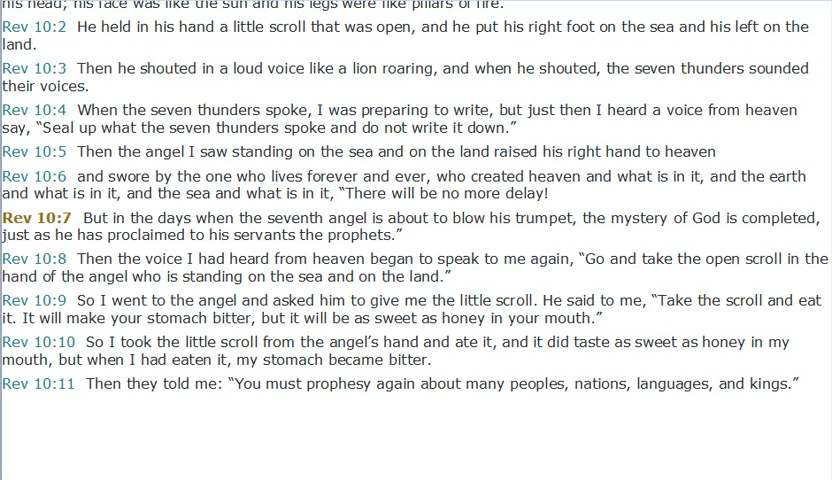 his head; his face was like the sun and his legs were like pillars of fire.
Rev 10:2 He held in his hand a little scroll that was open, and he put his right foot on the sea and his left on the
land.
Rev 10:3 Then he shouted in a loud voice like a lion roaring, and when he shouted, the seven thunders sounded
their voices.
Rev 10:4 When the seven thunders spoke, I was preparing to write, but just then I heard a voice from heaven
say, “Seal up what the seven thunders spoke and do not write it down.”
Rev 10:5 Then the angel I saw standing on the sea and on the land raised his right hand to heaven
Rev 10:6 and swore by the one who lives forever and ever, who created heaven and what is in it, and the earth
and what is in it, and the sea and what is in it, “There will be no more delay!
Rev 10:7 But in the days when the seventh angel is about to blow his trumpet, the mystery of God is completed,
just as he has proclaimed to his servants the prophets.”
Rev 10:8 Then the voice I had heard from heaven began to speak to me again, “Go and take the open scroll in the
hand of the angel who is standing on the sea and on the land.”
Rev 10:9 So I went to the angel and asked him to give me the little scroll. He said to me, “Take the scroll and eat
it. It will make your stomach bitter, but it will be as sweet as honey in your mouth.”
Rev 10:10 So I took the little scroll from the angel’s hand and ate it, and it did taste as sweet as honey in my
mouth, but when I had eaten it, my stomach became bitter.
Rev 10:11 Then they told me: “You must prophesy again about many peoples, nations, languages, and kings.”